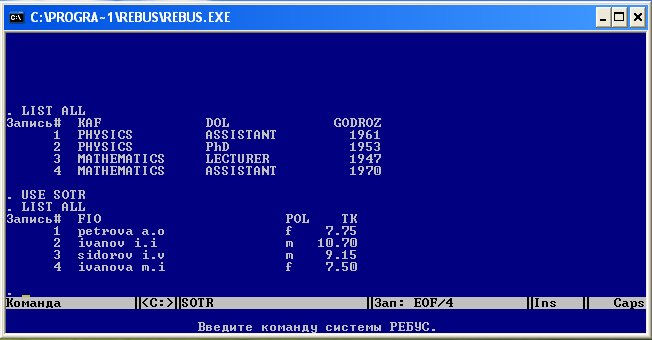 C:\PROGRA~1\REBUS\REBUS.EXE
. LIST ALL
Запись# KAF DOL GODROZ
1 PHYSICS ASSISTANT 1961
2 PHYSICS PhD 1953
3 MATHEMATICS LECTURER 1947
4 MATHEMATICS ASSISTANT 1970
. USE SOTR
. LIST ALL
Запись# FIO POL TK
1 petrova a.o f 7.75
2 ivanov i.i m 10.70
3 sidorov i.v m 9.15
4 ivanova m.i f 7.50
. _
Команда ||<C:>||SOTR ||Зап: EOF/4 ||Ins || Caps
Введите команду системы РЕБУС.